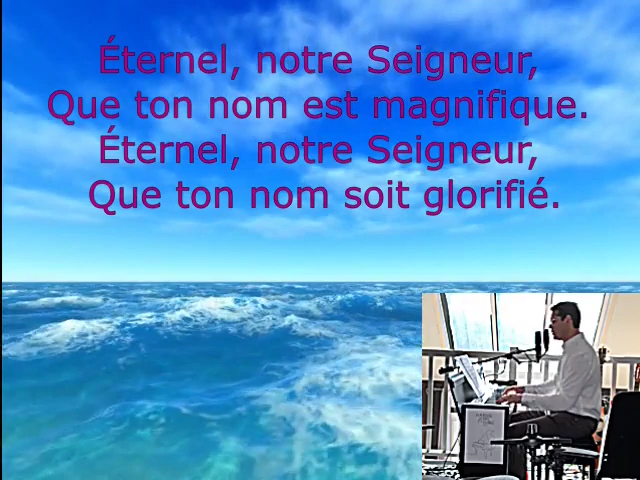 Éternel, notre Seigneur,
Que ton nom est magnifique.
Éternel, notre Seigneur,
Que ton nom soit glorifié.